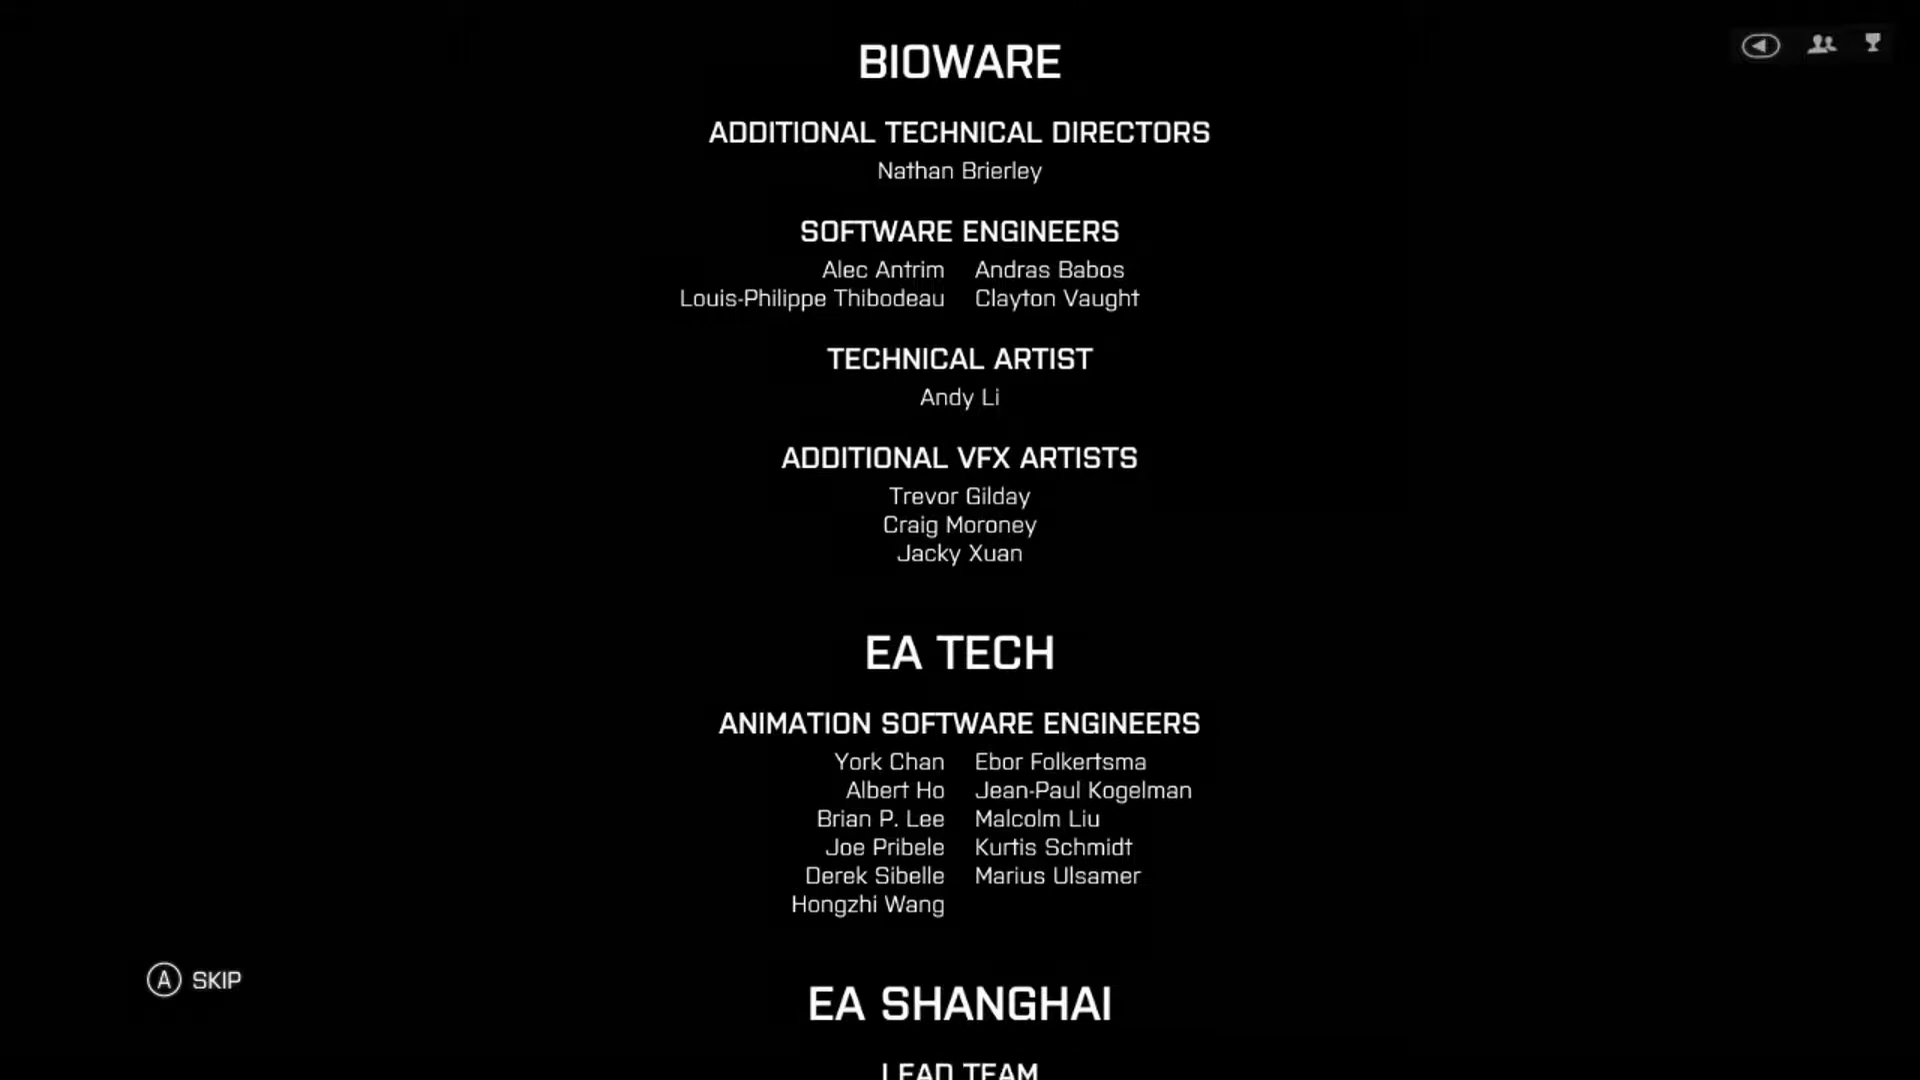 BIOWARE
ADDITIONAL TECHNICAL DIRECTORS
Nathan Brierley
SOFTWARE ENGINEERS
Alec Antrim Andras Babos
Louis-Philippe Thibodeau Clayton Vaught
TECHNICAL ARTIST
Andy Li
ADDITIONAL VFX ARTISTS
Trevor Gilday
Craig Moroney
Jacky Xuan
EA TECH
ANIMATION SOFTWARE ENGINEERS
York Chan Ebor Folkertsma
Albert Ho Jean-Paul Kogelman
Brian P. Lee Malcolm Liu
Joe Pribele Kurtis Schmidt
Derek Sibelle Marius Ulsamer
Hongzhi Wang
A SKIP
EA SHANGHAI
LEAD TEAM